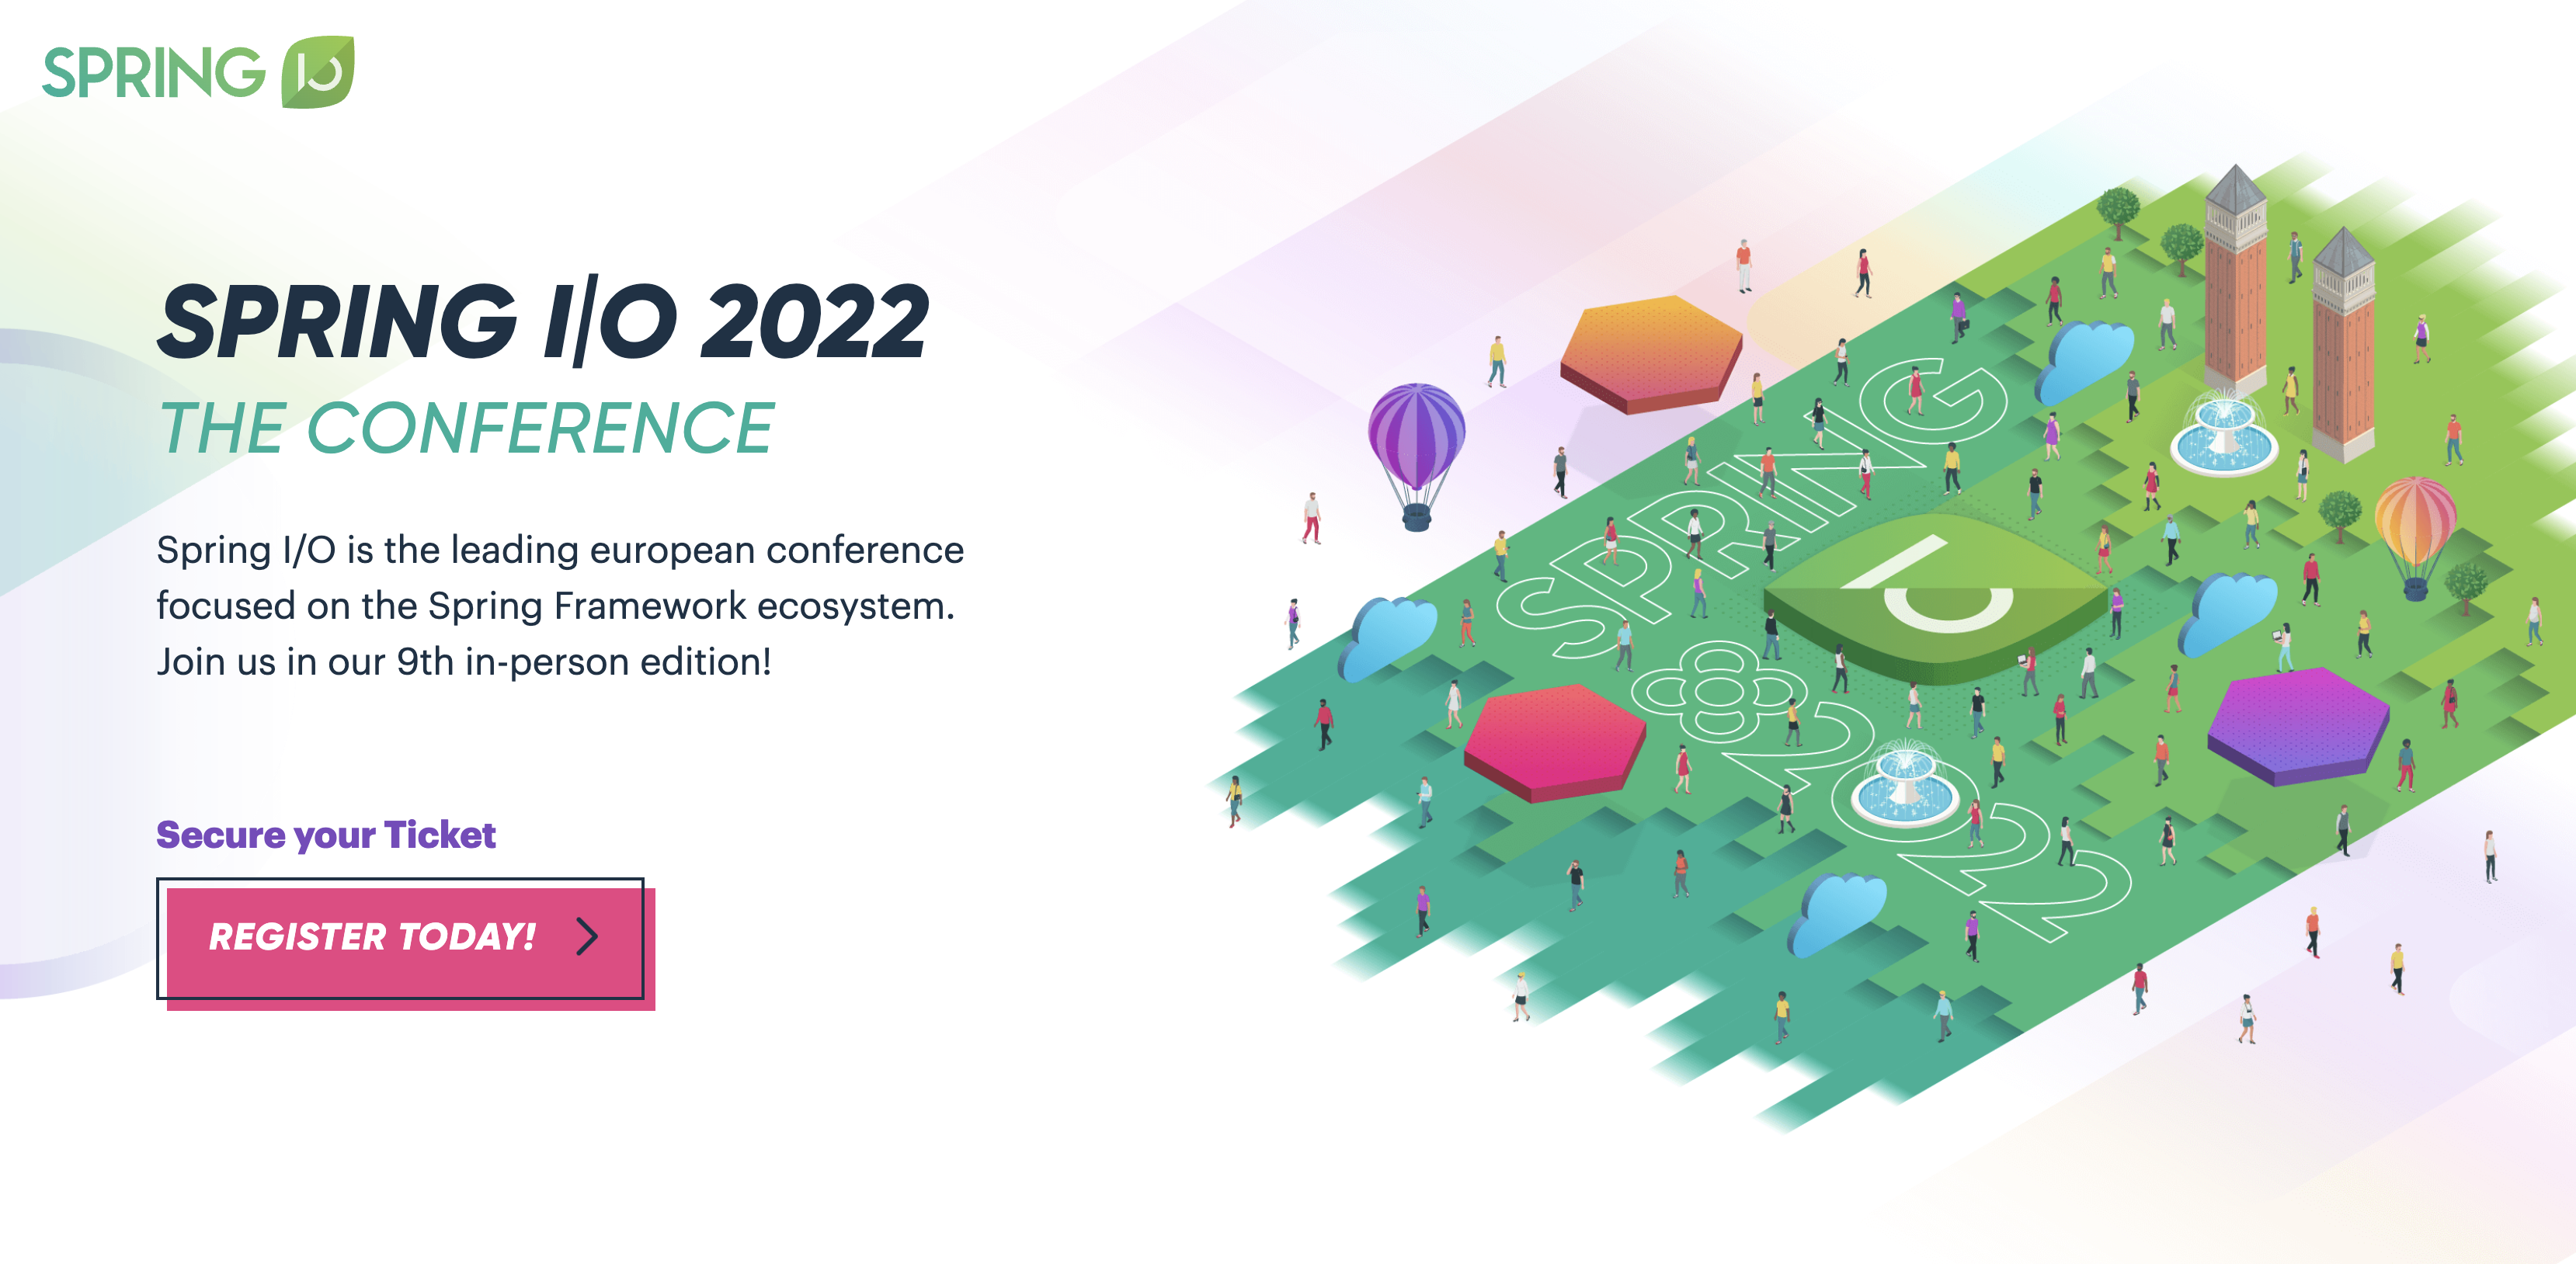 SPRING IO
SPRING I/O 2022
THE CONFERENCE
Spring I/O is the leading european conference
focused on the Spring Framework ecosystem.
Join us in our 9th in-person edition!
Secure your Ticket
REGISTER TODAY!
SPRING
IO
2022